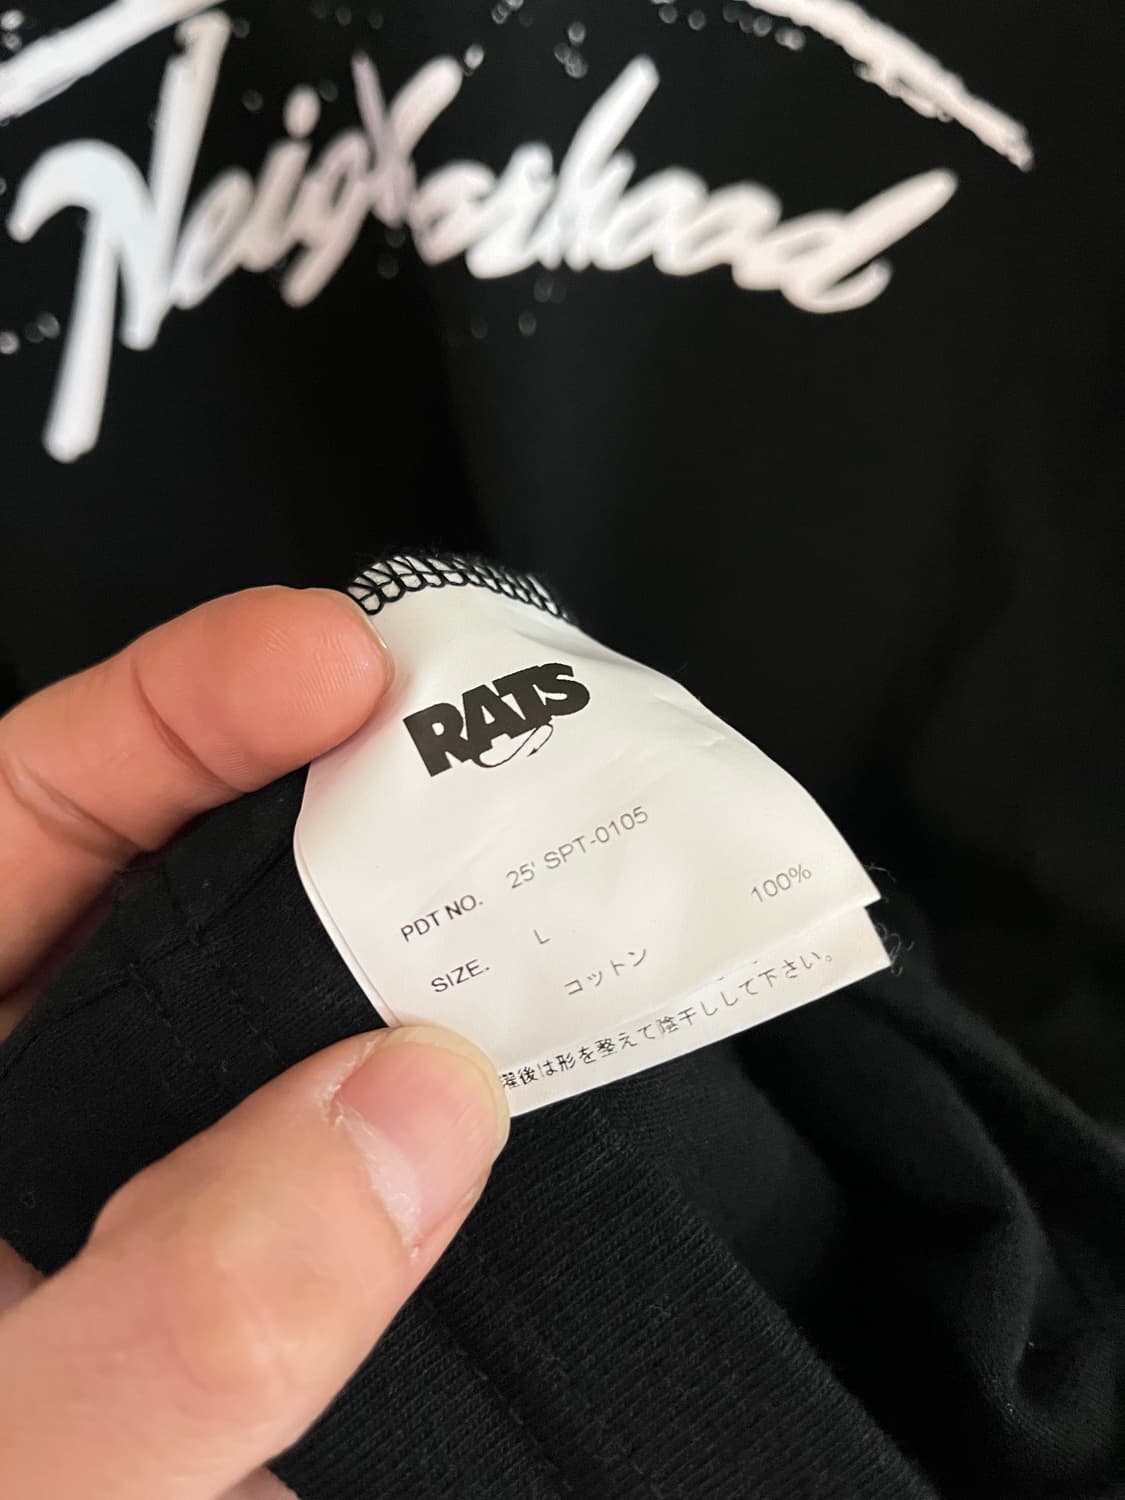 Neighborhood
RATS
PDT NO. 25' SPT-0105
SIZE. L
コットン 100%
濯後は形を整えて陰干しして下さい。